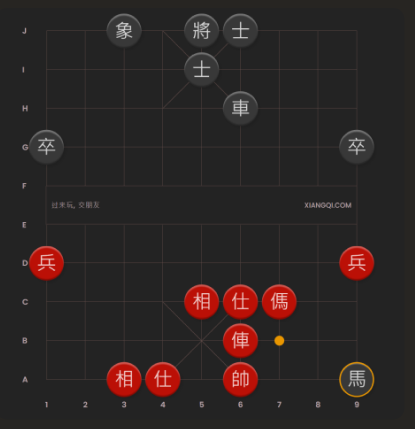 J 象 將 士
I 士
H 車
G 卒 卒
F
过来玩, 交朋友 XIANGQI.COM
E
D 兵 兵
C 相 仕 傌
B 俥
A 相 仕 帥 馬
1 2 3 4 5 6 7 8 9